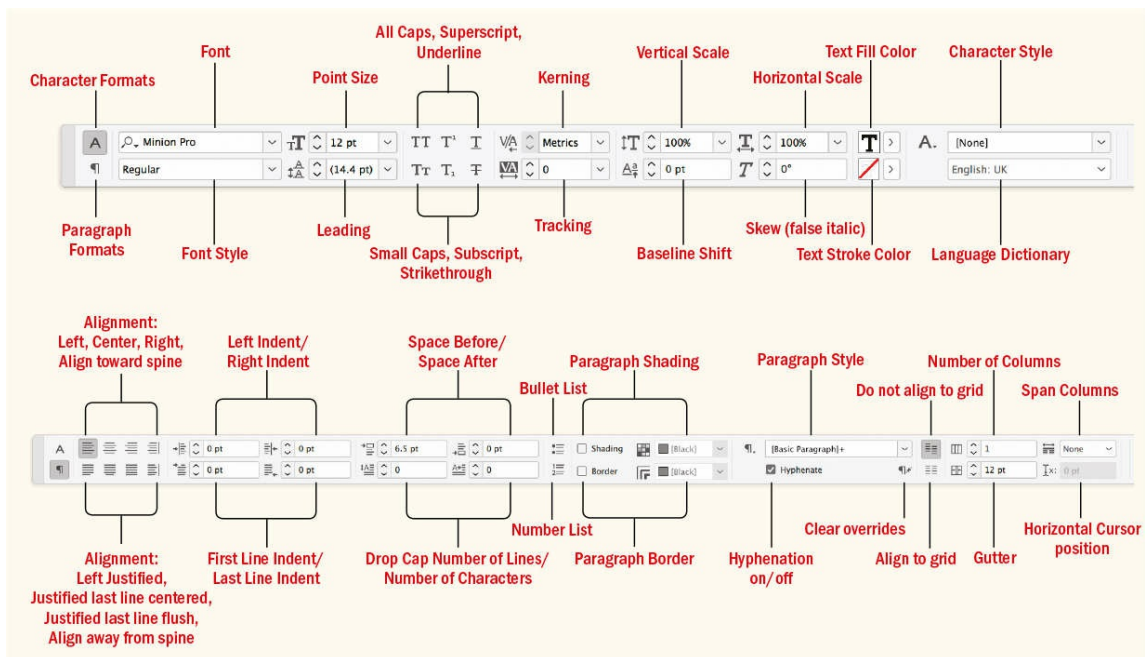 All Caps, Superscript,
Underline
Font
Vertical Scale
Text Fill Color
Character Style
Character Formats
Point Size
Kerning
Horizontal Scale
A Minion Pro 12 pt TT T¹ T V/A Metrics T 100% T 100% T A. [None]
¶ Regular (14.4 pt) Tт T₁ T VA 0 Aa 0 pt T 0° English: UK
Paragraph
Formats
Font Style
Leading
Small Caps, Subscript,
Strikethrough
Tracking
Baseline Shift
Skew (false italic)
Text Stroke Color
Language Dictionary
Alignment:
Left, Center, Right,
Align toward spine
Left Indent/
Right Indent
Space Before/
Space After
Bullet List
Paragraph Shading
Paragraph Style
Number of Columns
Do not align to grid
Span Columns
A 0 pt 0 pt 6.5 pt 0 pt Shading [Black] ¶. [Basic Paragraph]+ 1 None
¶ 0 pt 0 pt 0 0 Border [Black] Hyphenate 12 pt 0 pt
Number List
Clear overrides
Horizontal Cursor
position
Alignment:
Left Justified,
Justified last line centered,
Justified last line flush,
Align away from spine
First Line Indent/
Last Line Indent
Drop Cap Number of Lines/
Number of Characters
Paragraph Border
Hyphenation
on/off
Align to grid
Gutter